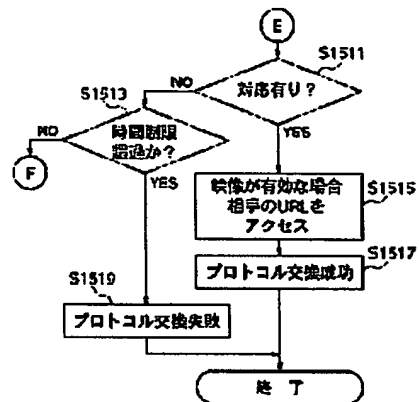 E
S1511
対応有り?
NO
YES
S1513
時間制限
超過か?
NO
YES
F
映像が有効な場合
相手のURLを
アクセス
S1515
プロトコル交換成功
S1517
S1519
プロトコル交換失敗
終了